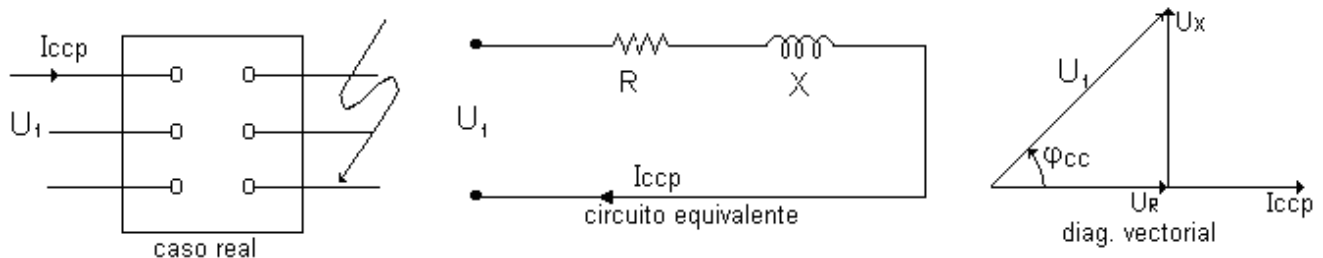 Iccp
U₁
caso real
R
X
U₁
Iccp
circuito equivalente
Ux
U₁
φcc
UR
Iccp
diag. vectorial